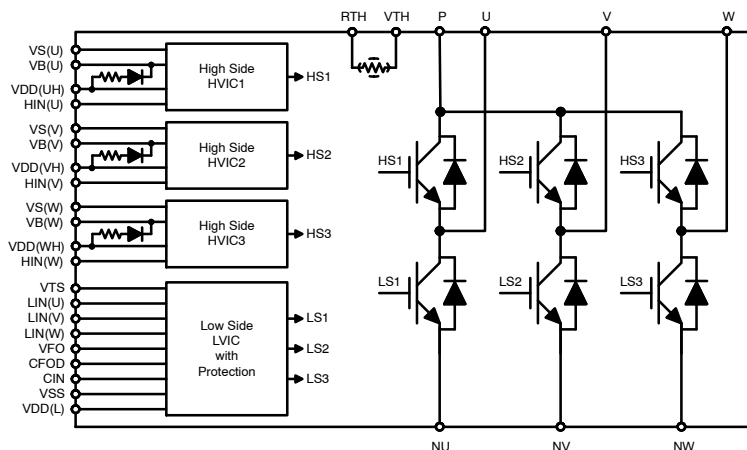 RTH VTH P U V W
VS(U)
VB(U)
VDD(UH)
HIN(U)
High Side
HVIC1
HS1
VS(V)
VB(V)
VDD(VH)
HIN(V)
High Side
HVIC2
HS2
VS(W)
VB(W)
VDD(WH)
HIN(W)
High Side
HVIC3
HS3
VTS
LIN(U)
LIN(V)
LIN(W)
VFO
CFOD
CIN
VSS
VDD(L)
Low Side
LVIC
with
Protection
LS1
LS2
LS3
HS1 HS2 HS3
LS1 LS2 LS3
NU NV NW